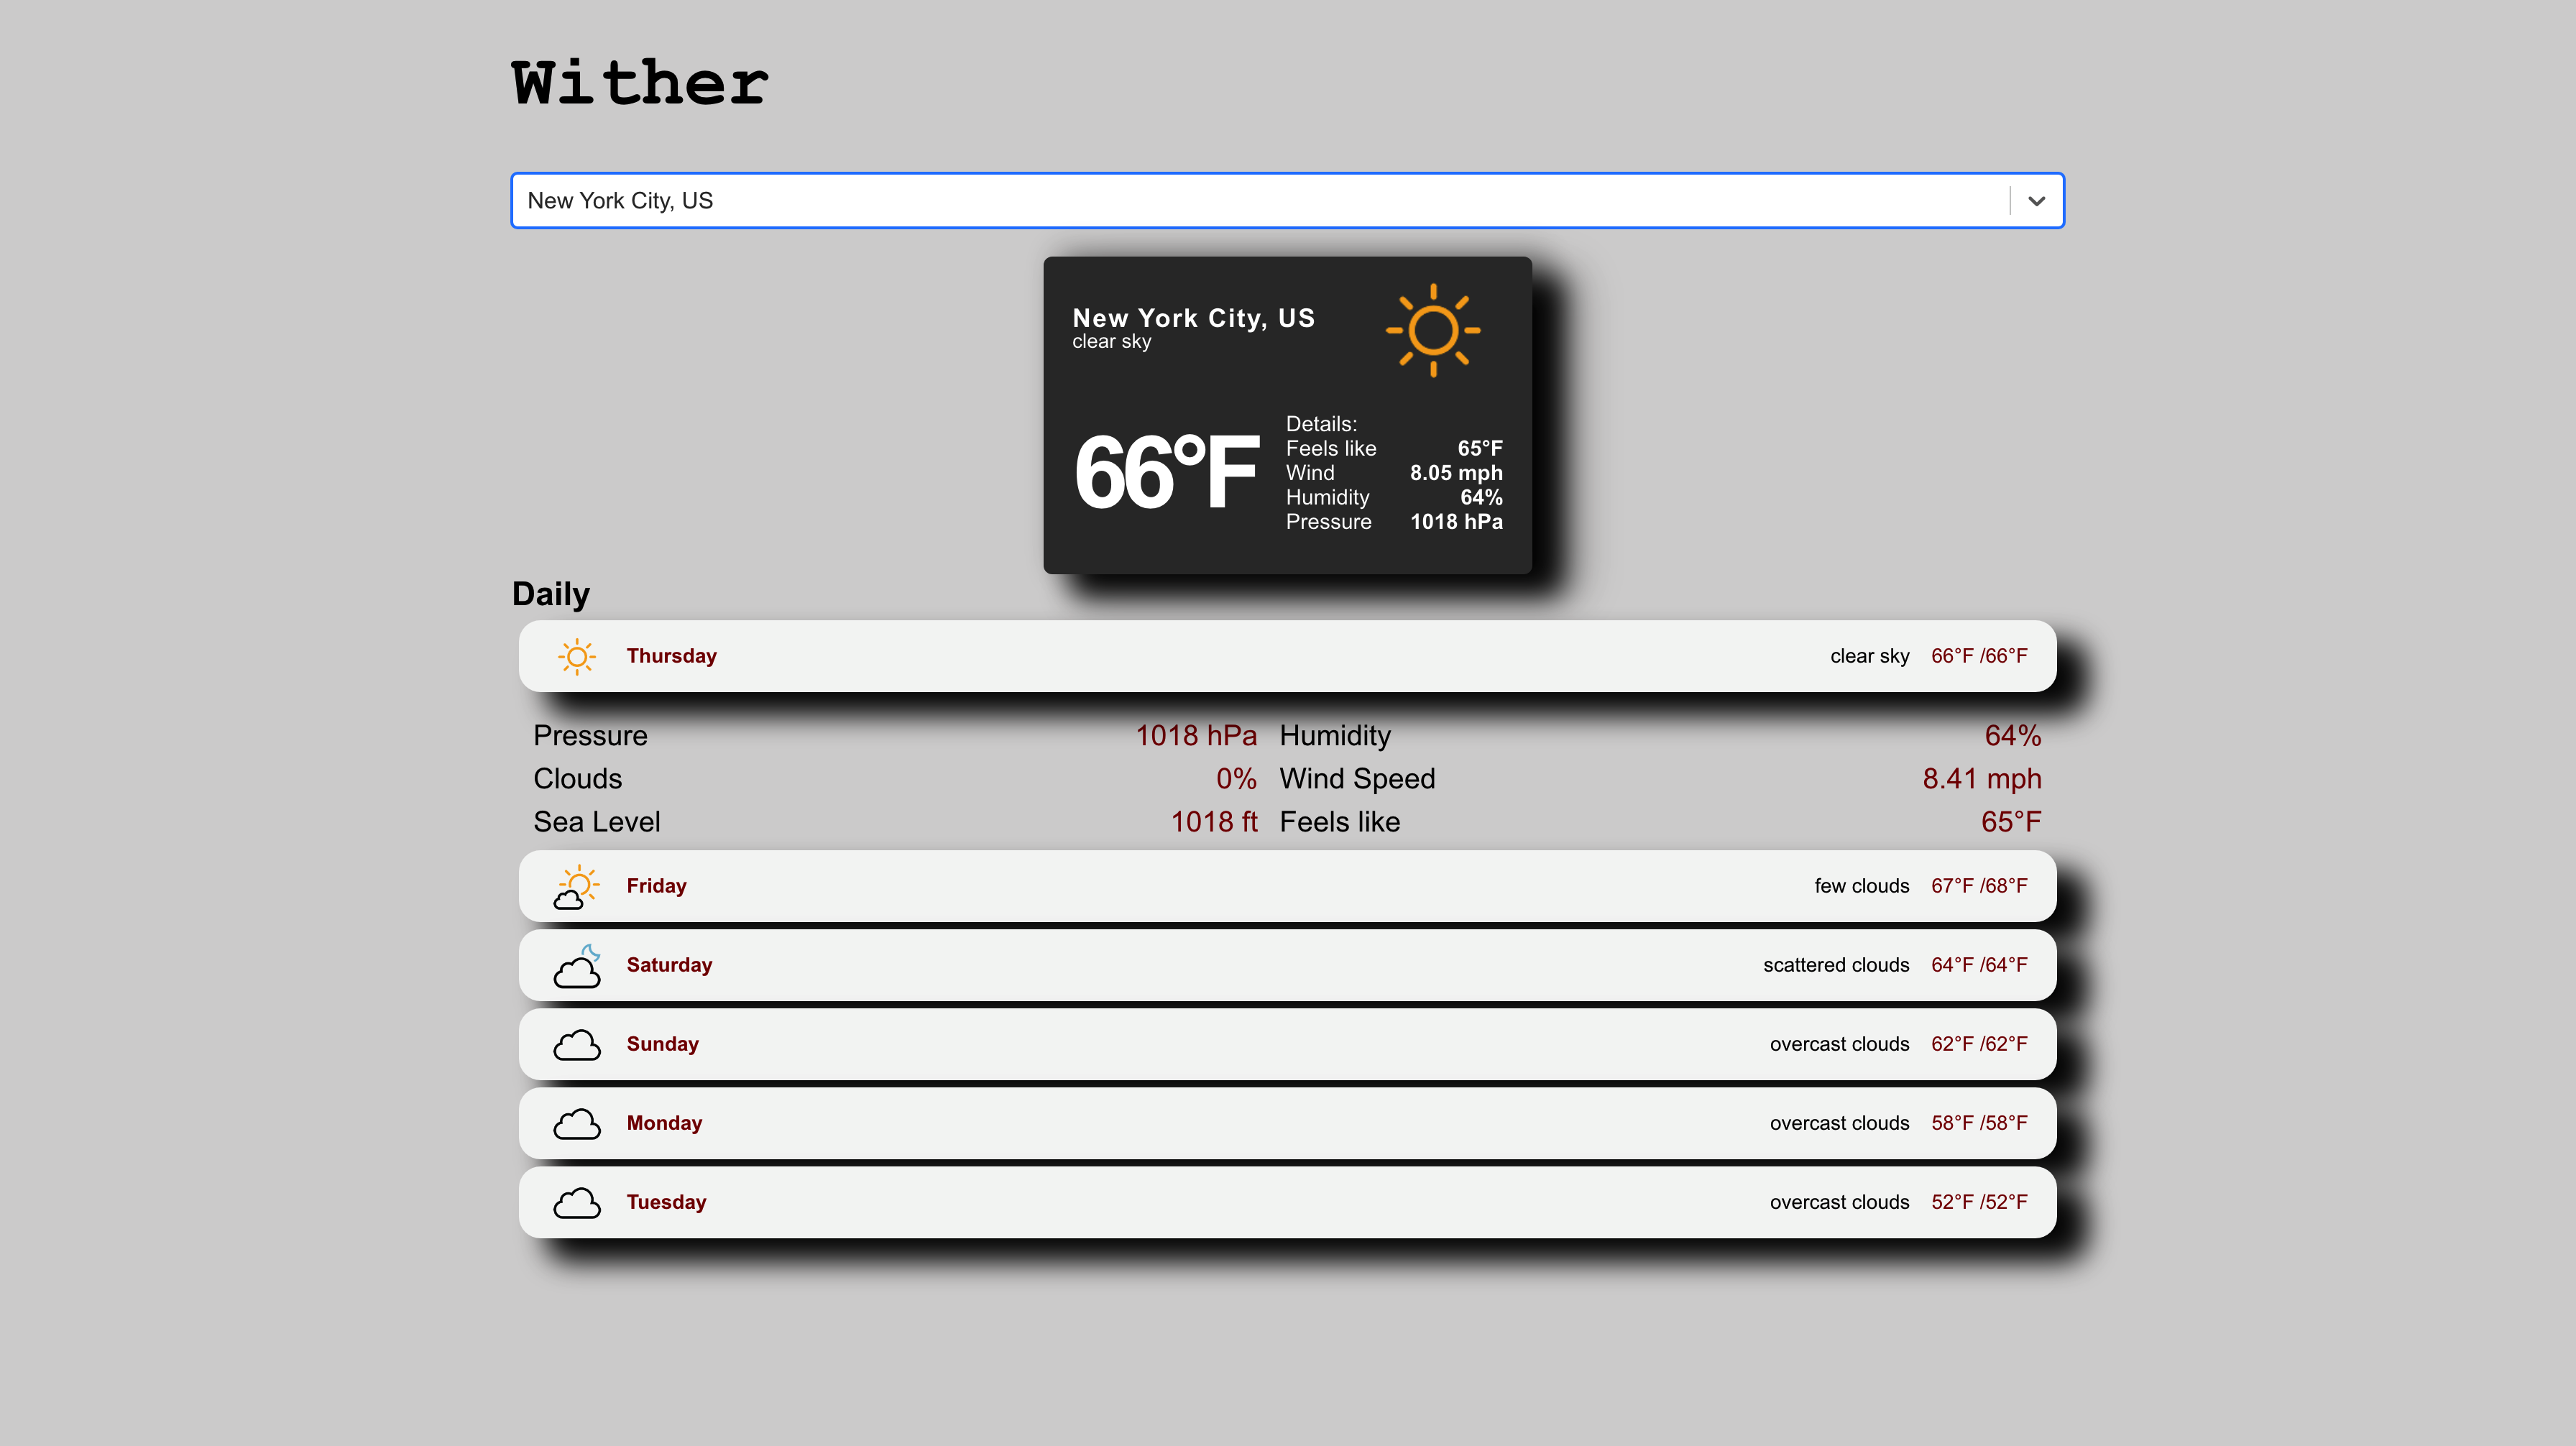 Wither
New York City, US
New York City, US
clear sky
66°F
Details:
Feels like 65°F
Wind 8.05 mph
Humidity 64%
Pressure 1018 hPa
Daily
Thursday clear sky 66°F /66°F
Pressure 1018 hPa Humidity 64%
Clouds 0% Wind Speed 8.41 mph
Sea Level 1018 ft Feels like 65°F
Friday few clouds 67°F /68°F
Saturday scattered clouds 64°F /64°F
Sunday overcast clouds 62°F /62°F
Monday overcast clouds 58°F /58°F
Tuesday overcast clouds 52°F /52°F